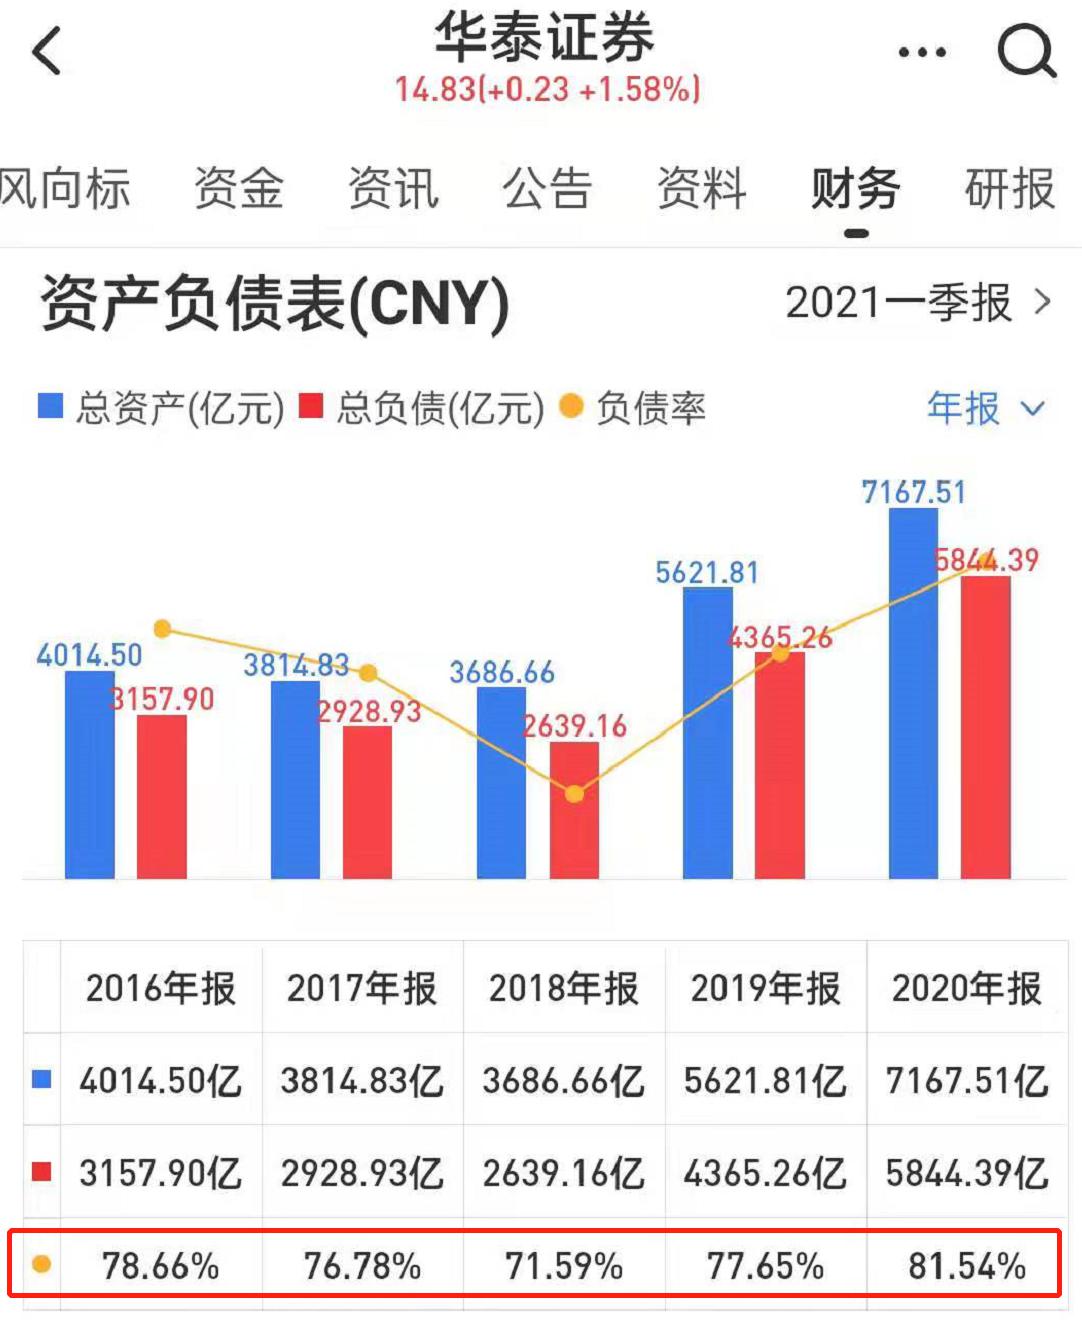 华泰证券
14.83(+0.23 +1.58%)
风向标 资金 资讯 公告 资料 财务 研报
资产负债表(CNY) 2021一季报
总资产(亿元) 总负债(亿元) 负债率 年报
7167.51
5844.39
5621.81
4365.26
4014.50
3814.83
3686.66
3157.90
2928.93
2639.16
2016年报 2017年报 2018年报 2019年报 2020年报
4014.50亿 3814.83亿 3686.66亿 5621.81亿 7167.51亿
3157.90亿 2928.93亿 2639.16亿 4365.26亿 5844.39亿
78.66% 76.78% 71.59% 77.65% 81.54%